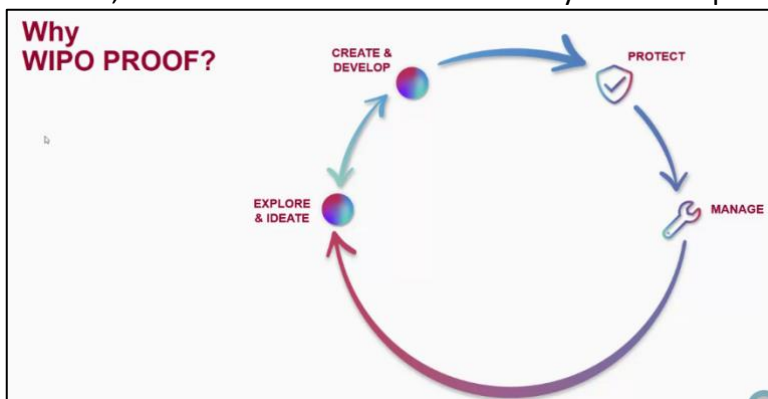 Why
WIPO PROOF?
CREATE &
DEVELOP
PROTECT
EXPLORE
& IDEATE
MANAGE